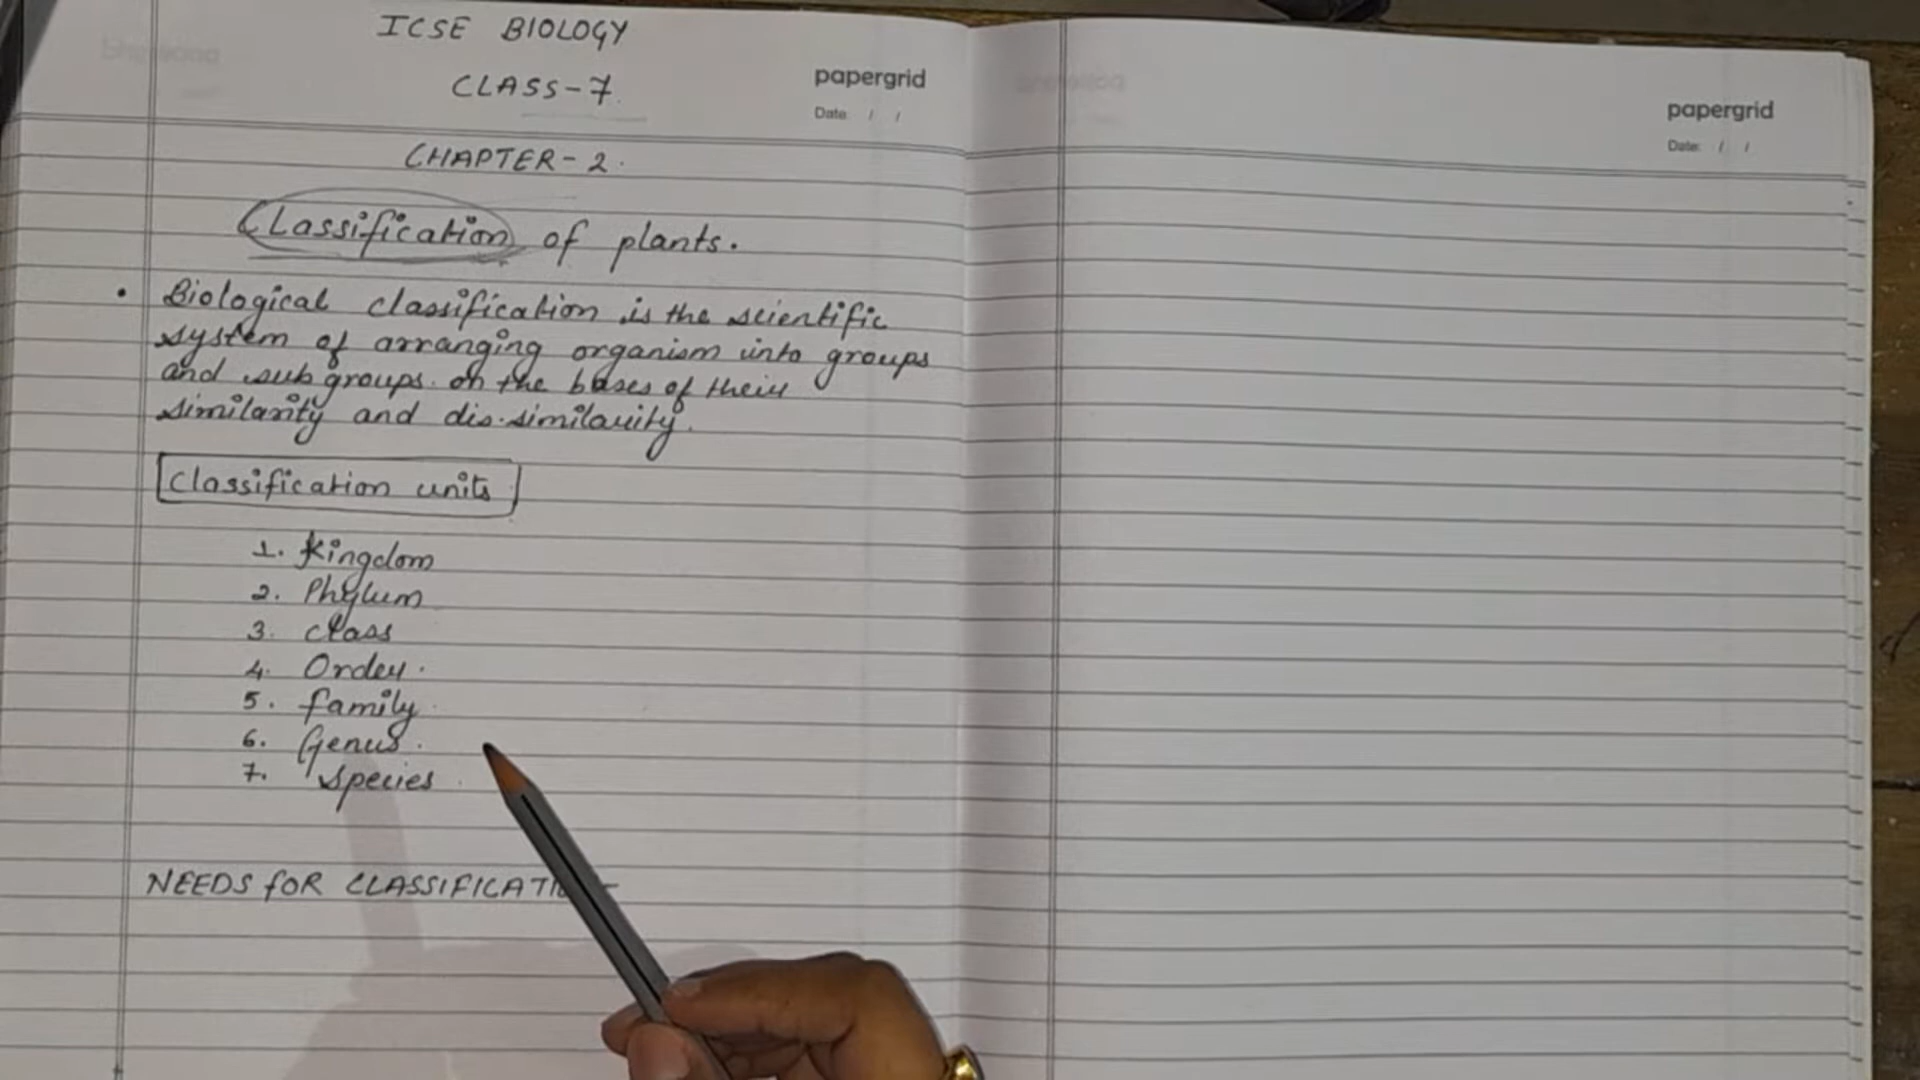 ICSE BIOLOGY
CLASS-7.
papergrid
Date: / /
CHAPTER-2.
Classification of plants.
• Biological classification is the scientific
system of arranging organism into groups
and sub groups. on the bases of their
similarity and dis.similarity.
Classification units
1. Kingdom
2. Phylum
3. class
4. Order.
5. family.
6. Genus.
7. species.
NEEDS fOR
papergrid
Date: / /